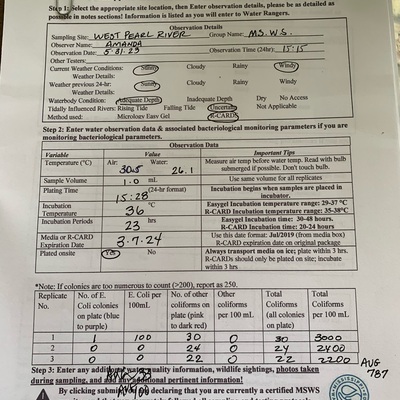 Step 1: Select the appropriate site location, then Enter observation details, please be as detailed as
possible in notes sections! Information is listed as you will enter to Water Rangers.
Observation Details
Sampling Site: WEST PEARL RIVER Group Name: MS.W.S.
Observer Name: AMANDA
Observation Date: 5-31-23 Observation Time (24hr): 15:15
Other Testers:
Current Weather Conditions: Sunny Cloudy Rainy Windy
Weather Details:
Weather previous 24-hr: Sunny Cloudy Rainy Windy
Weather Details:
Waterbody Condition: Adequate Depth Inadequate Depth Dry No Access
Tidally Influenced Rivers: Rising Tide Falling Tide Uncertain Not Applicable
Method used: Micrology Easy Gel R-CARDS
Step 2: Enter water observation data & associated bacteriological monitoring parameters if you are
monitoring bacteriological parameters.
Observation Data
Variable Value Important Tips
Temperature (°C) Air: 30.5 Water: 26.1 Measure air temp before water temp. Read with bulb
submerged if possible. Don't touch bulb.
Sample Volume 1.0 mL Use same volume for all replicates
Plating Time 15:28 (24-hr format) Incubation begins when samples are placed in
incubator.
Incubation Temperature 36 °C Easygel Incubation temperature range: 29-37 °C
R-CARD Incubation temperature range: 35-38°C
Incubation Periods 23 hrs Easygel Incubation time: 30-48 hours.
R-CARD Incubation time: 20-24 hours
Media or R-CARD Expiration Date 3-7-24 Use this date format: Jul/2019 (from media box)
R-CARD expiration date on original package
Plated onsite Yes No Always transport media on ice; plate within 3 hrs.
R-CARDs should only be plated on site; incubate
within 3 hrs
*Note: If colonies are too numerous to count (>200), report as 250.
Replicate No. No. of E. Coli colonies on plate (blue to purple) E. Coli per 100mL No. of other coliforms on plate (pink to dark red) Other coliforms per 100 mL Total Coliforms (all colonies on plate) Total Coliforms per 100 mL
1 1 100 30 0 30 3000
2 0 0 24 0 24 2400
3 0 0 22 0 22 2200
AUG
787
Step 3: Enter any additional water quality information, wildlife sightings, photos taken
during sampling, and add any additional pertinent information!
By clicking submit declaring that you are currently a certified MSWS